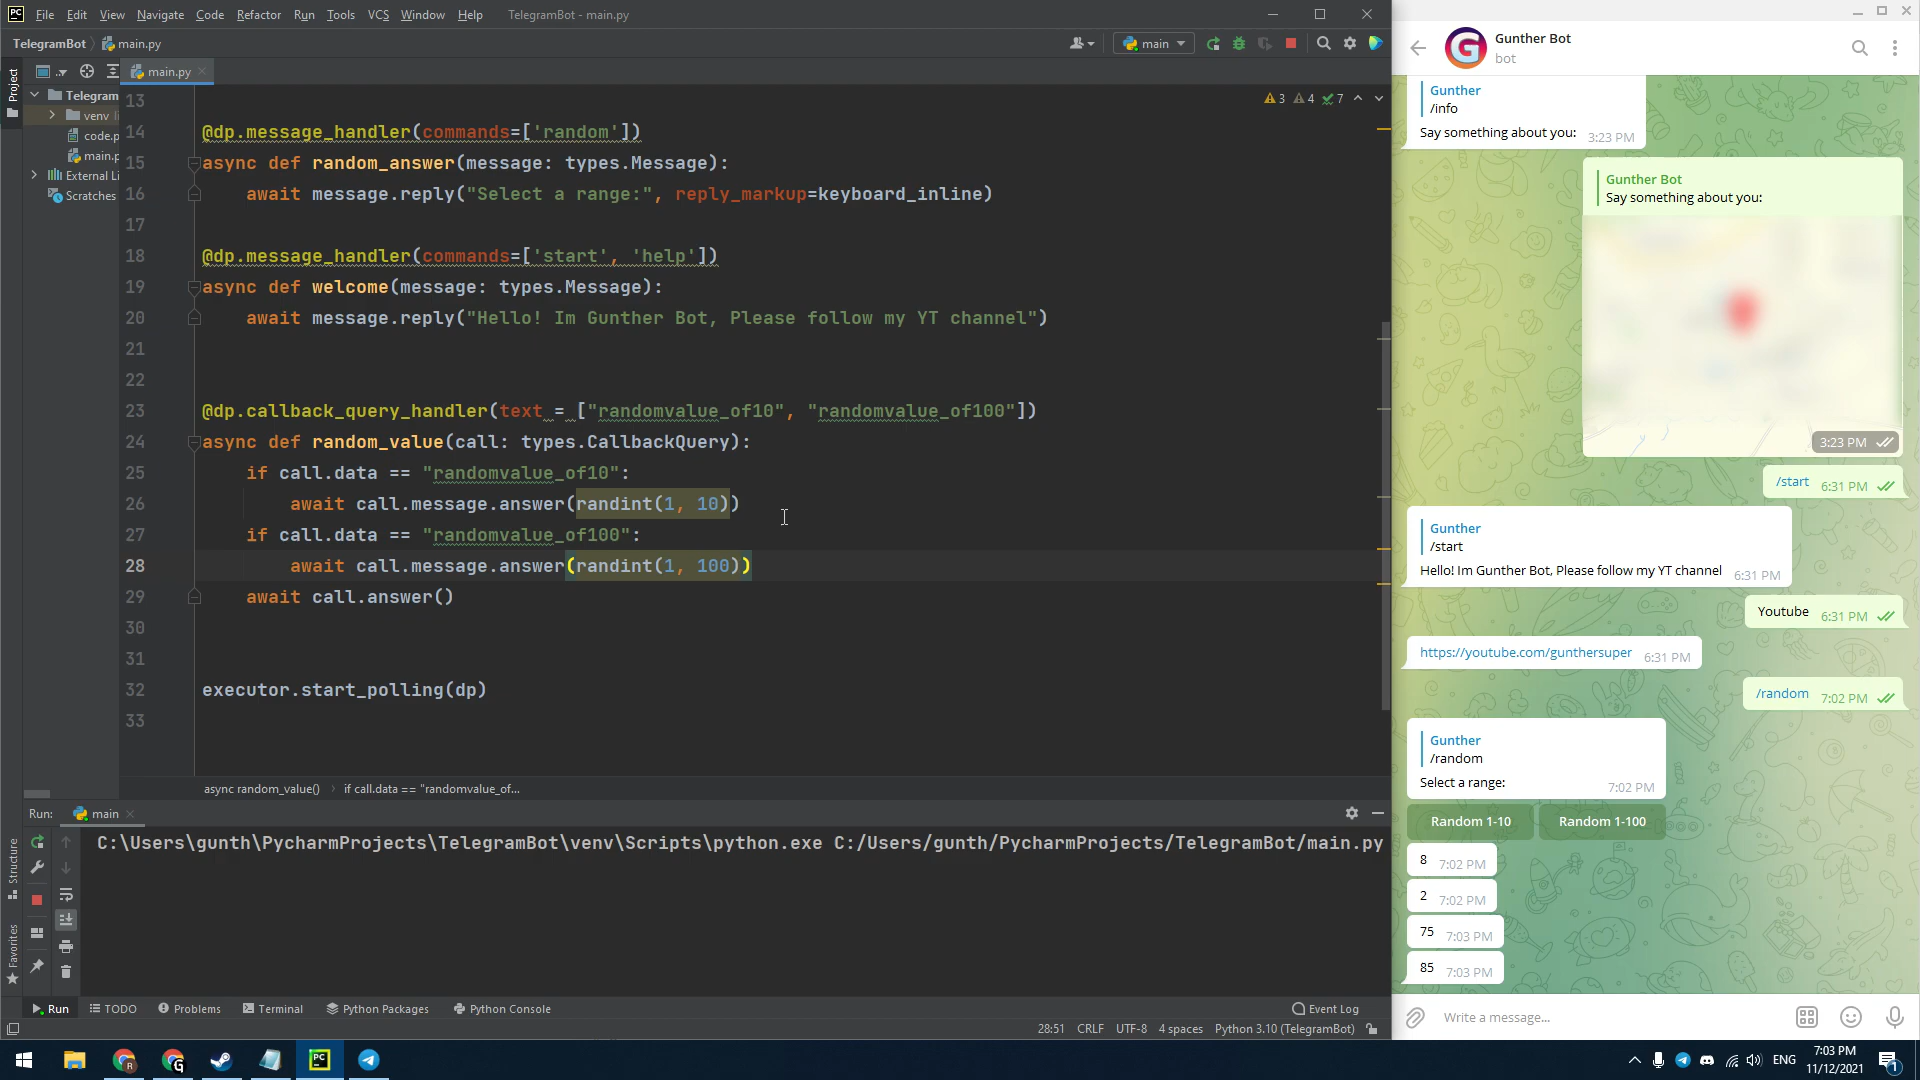 File Edit View Navigate Code Refactor Run Tools VCS Window Help TelegramBot - main.py
TelegramBot main.py main
Project main.py
Telegram
venv li
code.p
main.p
External Li
Scratches
3 4 7
13
14 @dp.message_handler(commands=['random'])
15 async def random_answer(message: types.Message):
16 await message.reply("Select a range:", reply_markup=keyboard_inline)
17
18 @dp.message_handler(commands=['start', 'help'])
19 async def welcome(message: types.Message):
20 await message.reply("Hello! Im Gunther Bot, Please follow my YT channel")
21
22
23 @dp.callback_query_handler(text = ["randomvalue_of10", "randomvalue_of100"])
24 async def random_value(call: types.CallbackQuery):
25 if call.data == "randomvalue_of10":
26 await call.message.answer(randint(1, 10))
27 if call.data == "randomvalue_of100":
28 await call.message.answer(randint(1, 100))
29 await call.answer()
30
31
32 executor.start_polling(dp)
33
async random_value() if call.data == "randomvalue_of...
Run: main
C:\Users\gunth\PycharmProjects\TelegramBot\venv\Scripts\python.exe C:/Users/gunth/PycharmProjects/TelegramBot/main.py
Structure
Favorites
Run TODO Problems Terminal Python Packages Python Console Event Log
28:51 CRLF UTF-8 4 spaces Python 3.10 (TelegramBot)
Gunther Bot
bot
Gunther
/info
Say something about you: 3:23 PM
Gunther Bot
Say something about you:
3:23 PM
/start 6:31 PM
Gunther
/start
Hello! Im Gunther Bot, Please follow my YT channel 6:31 PM
Youtube 6:31 PM
https://youtube.com/gunthersuper 6:31 PM
/random 7:02 PM
Gunther
/random
Select a range: 7:02 PM
Random 1-10 Random 1-100
8 7:02 PM
2 7:02 PM
75 7:03 PM
85 7:03 PM
Write a message...
ENG 7:03 PM
11/12/2021
1